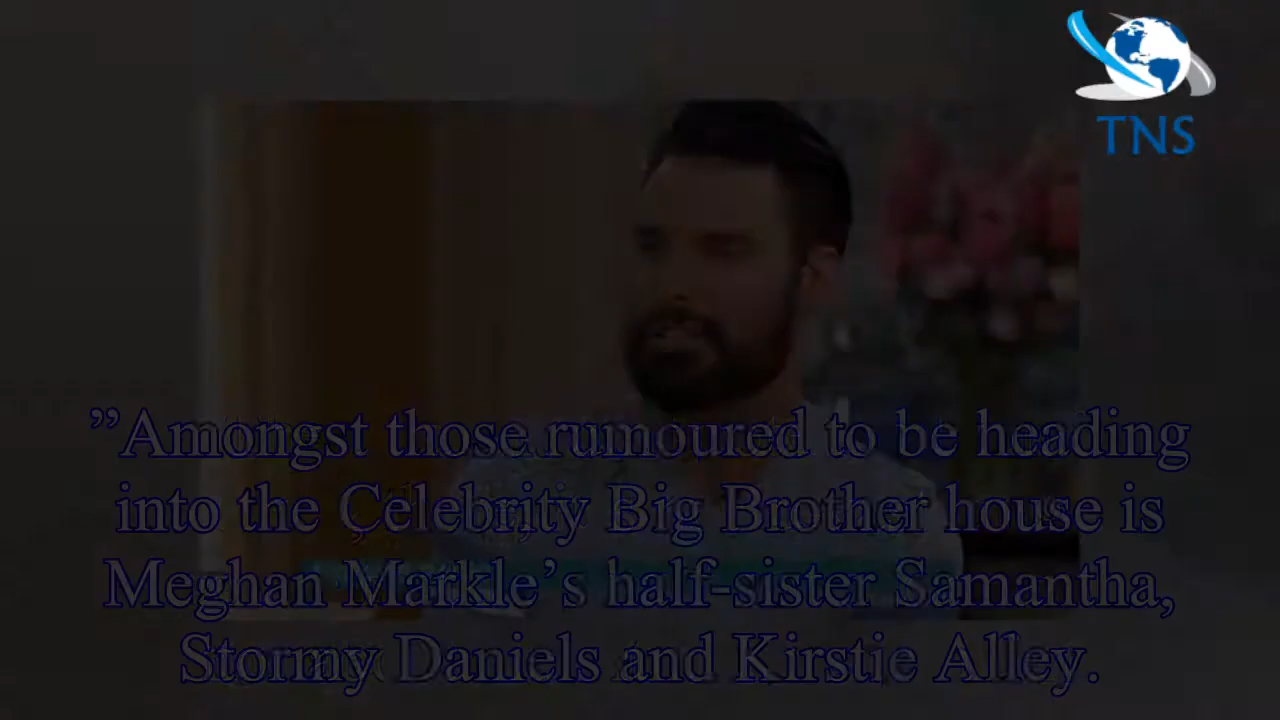 TNS
”Amongst those rumoured to be heading
into the Celebrity Big Brother house is
Meghan Markle’s half-sister Samantha,
Stormy Daniels and Kirstie Alley.